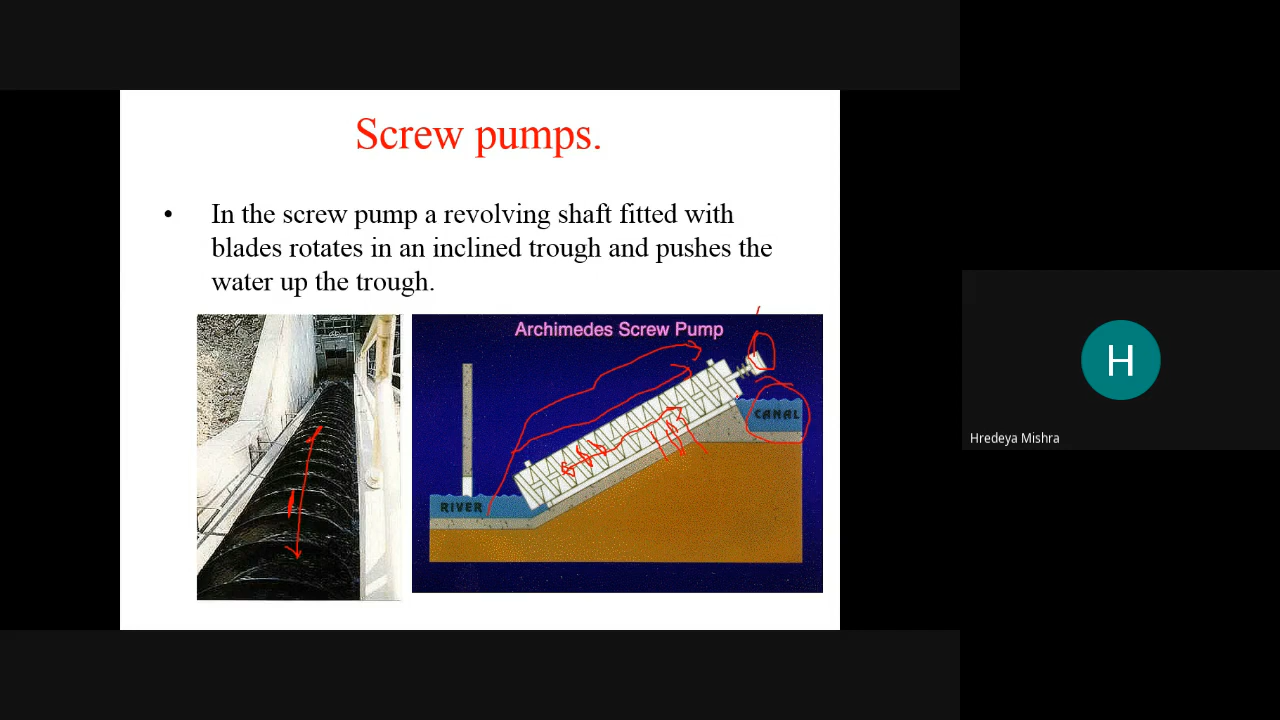 Screw pumps.
• In the screw pump a revolving shaft fitted with
blades rotates in an inclined trough and pushes the
water up the trough.
Archimedes Screw Pump
CANAL
RIVER
H
Hredeya Mishra